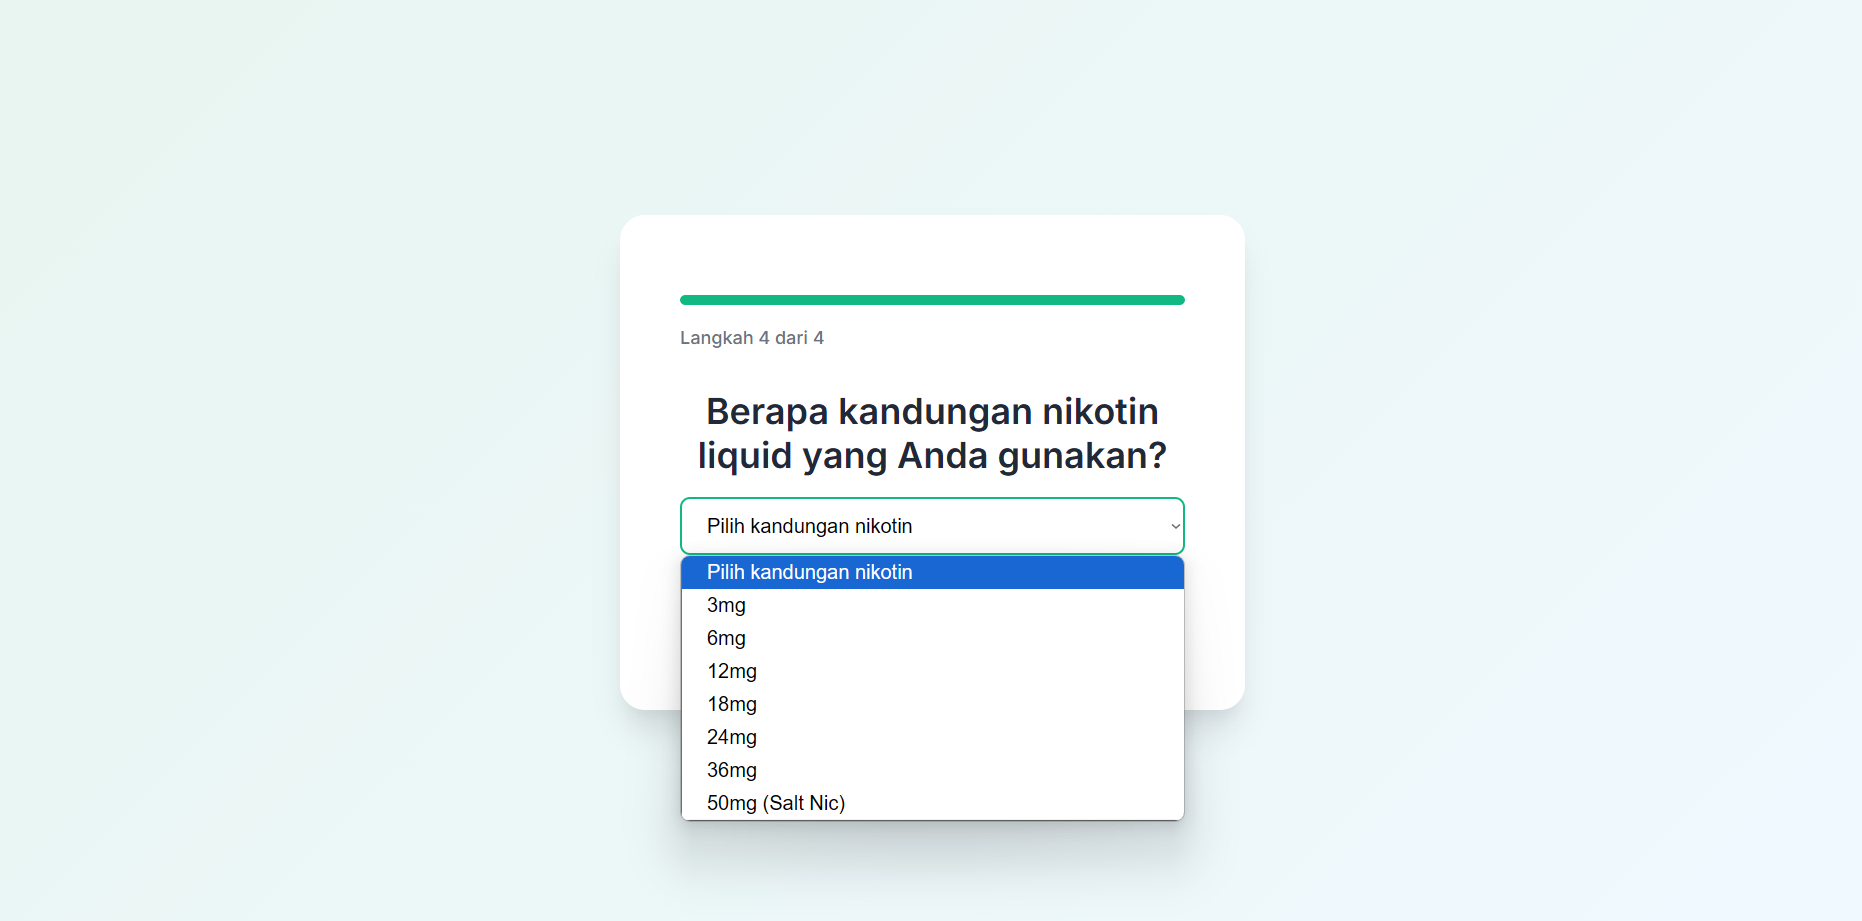 Langkah 4 dari 4
Berapa kandungan nikotin
liquid yang Anda gunakan?
Pilih kandungan nikotin
Pilih kandungan nikotin
3mg
6mg
12mg
18mg
24mg
36mg
50mg (Salt Nic)